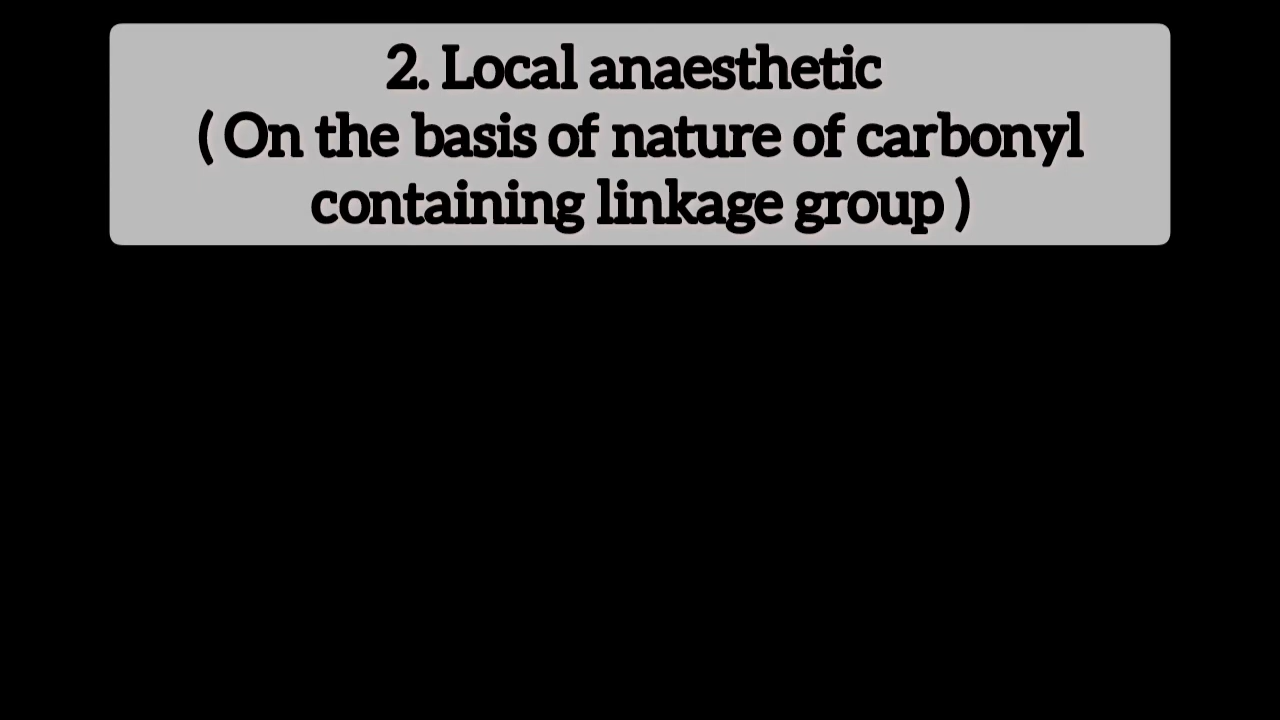 2. Local anaesthetic
( On the basis of nature of carbonyl
containing linkage group )